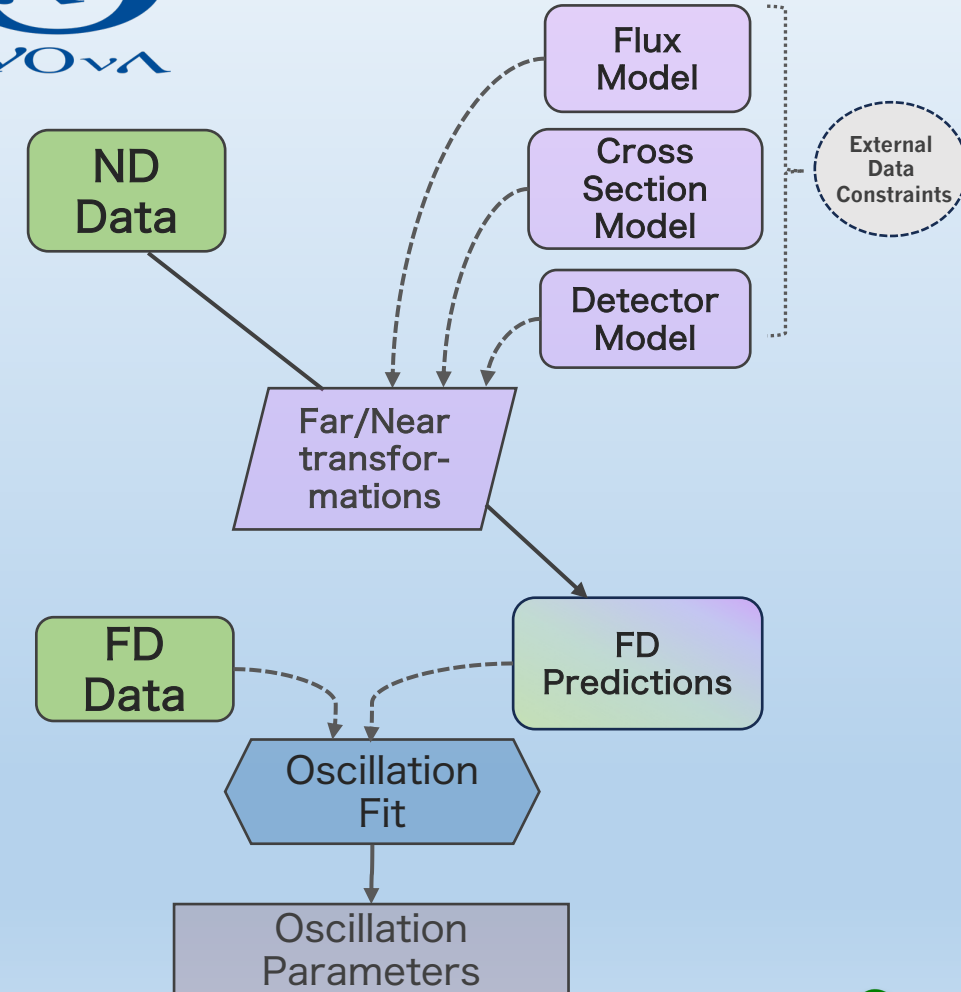 Flux
Model
ND
Data
Cross
Section
Model
External
Data
Constraints
Detector
Model
Far/Near
transfor-
mations
FD
Data
FD
Predictions
Oscillation
Fit
Oscillation
Parameters